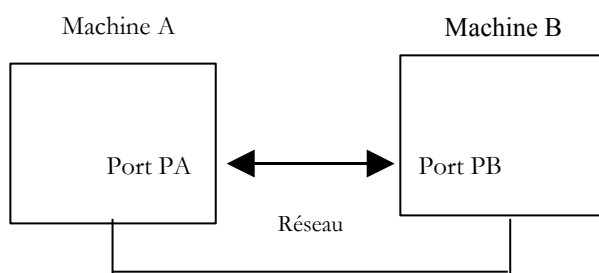 Machine A
Machine B
Port PA
Port PB
Réseau